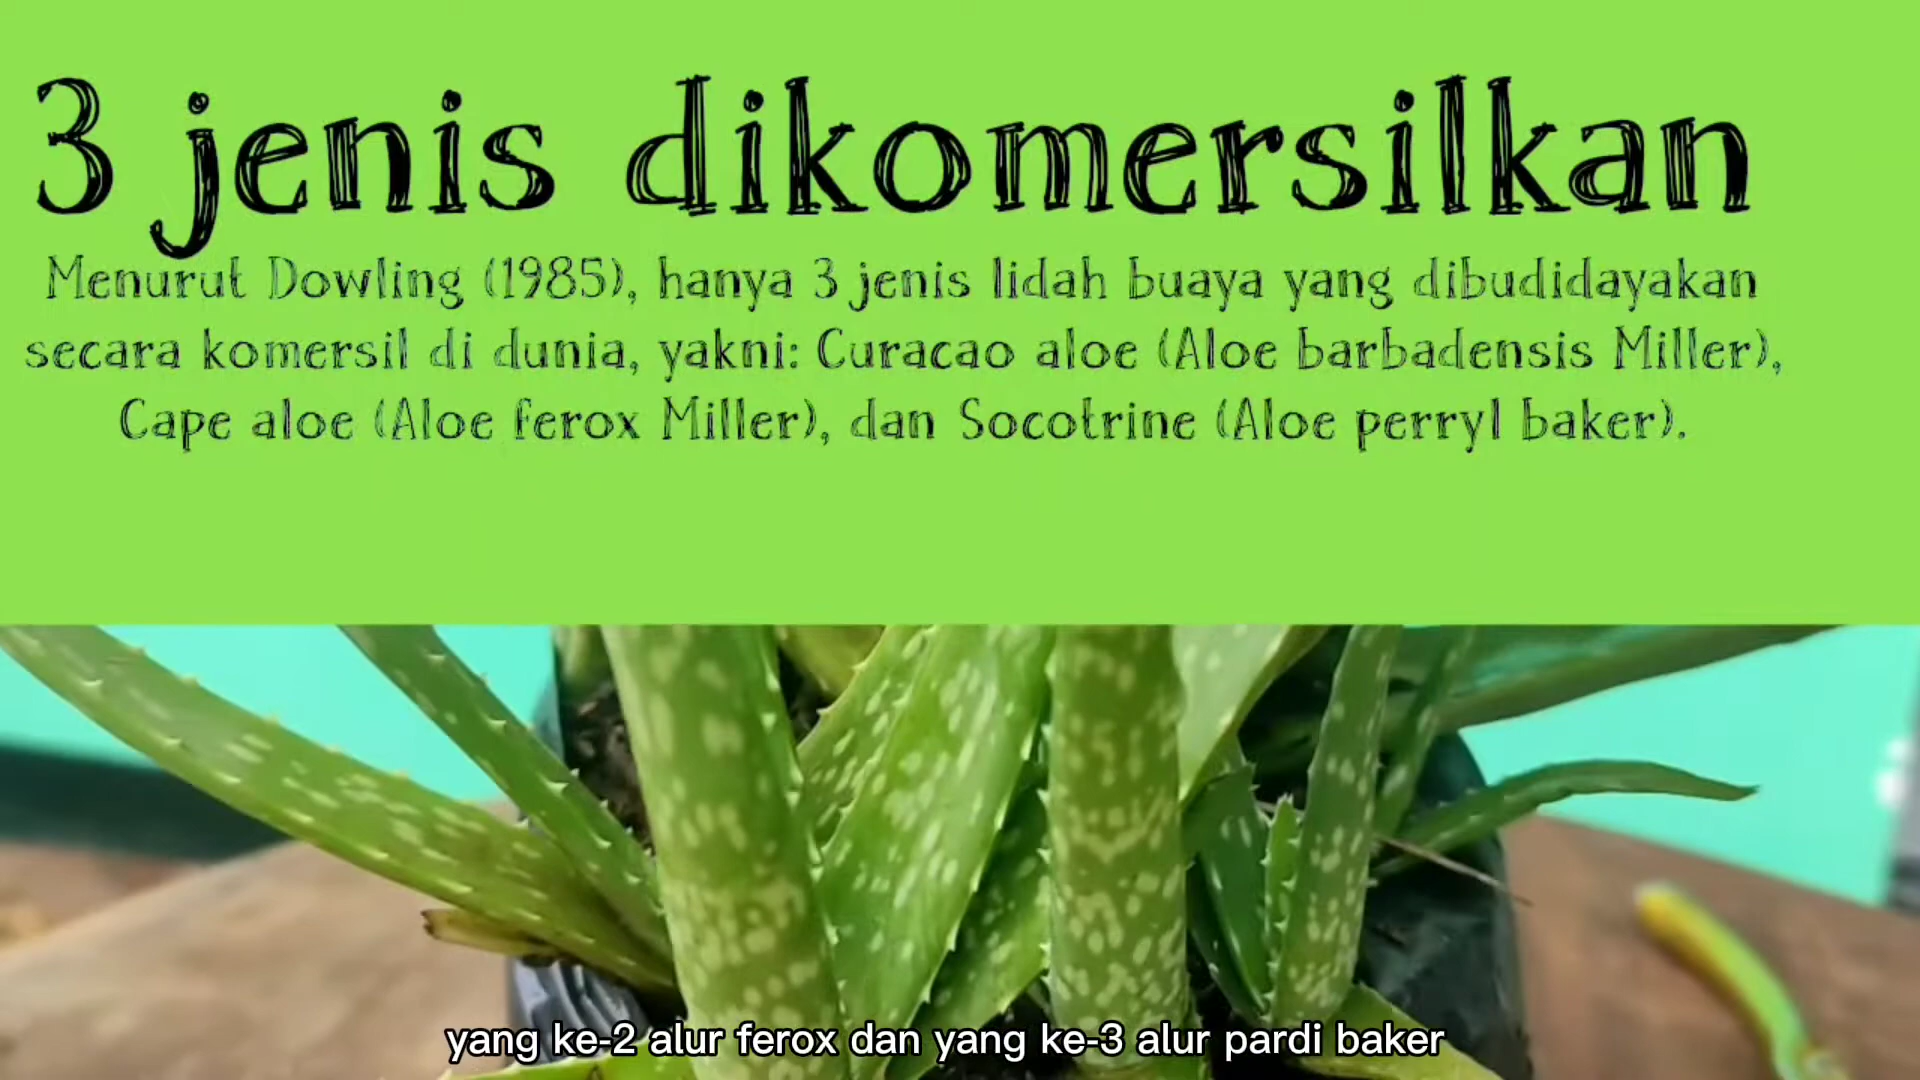 3 jenis dikomersilkan
Menurut Dowling (1985), hanya 3 jenis lidah buaya yang dibudidayakan
secara komersil di dunia, yakni: Curacao aloe (Aloe barbadensis Miller),
Cape aloe (Aloe ferox Miller), dan Socotrine (Aloe perryl baker).
yang ke-2 alur ferox dan yang ke-3 alur pardi baker